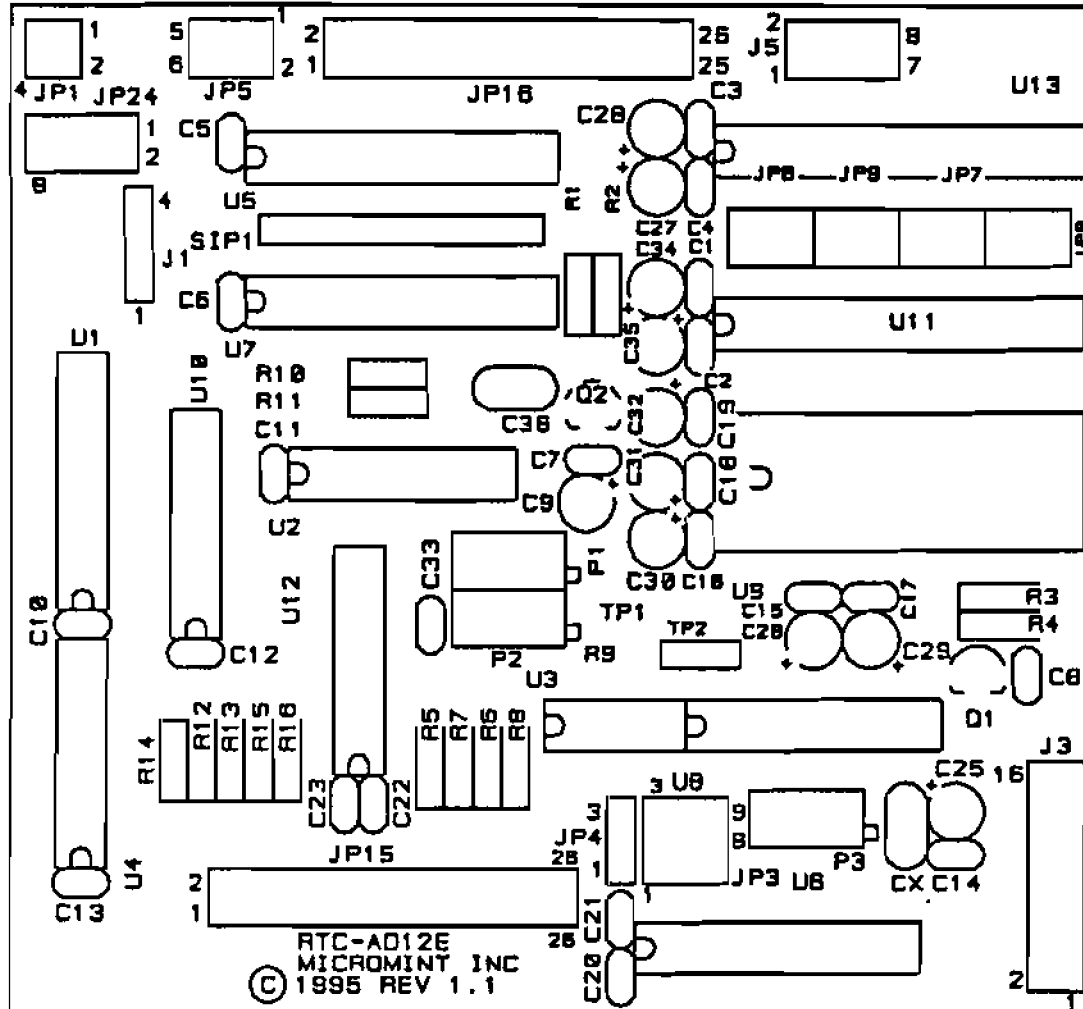 1
5
1
2
26
2
8
J5
2
6
2
1
25
1
7
4
JP1
JP24
JP5
JP16
C3
U13
C5
C28
1
2
8
U5
R1
R2
JP8
JP9
JP7
4
SIP1
J1
C27
C4
C34
C1
C6
1
U1
U7
U11
C35
U10
R10
R11
C11
C2
Q2
C38
C32
C19
C7
C31
C18
C9
U2
C33
P1
C30
C16
U12
U9
C17
C15
R3
C10
TP1
TP2
C28
R4
C12
P2
R9
C29
U3
C8
Q1
R14
R12
R13
R15
R16
R5
R7
R6
R8
J3
16
C25
3
U8
C23
C22
3
9
JP4
8
JP15
26
P3
1
1
JP3
U6
CX
C14
U4
2
C13
1
26
C21
RTC-AD12E
MICROMINT INC
© 1995 REV 1.1
C20
2
1